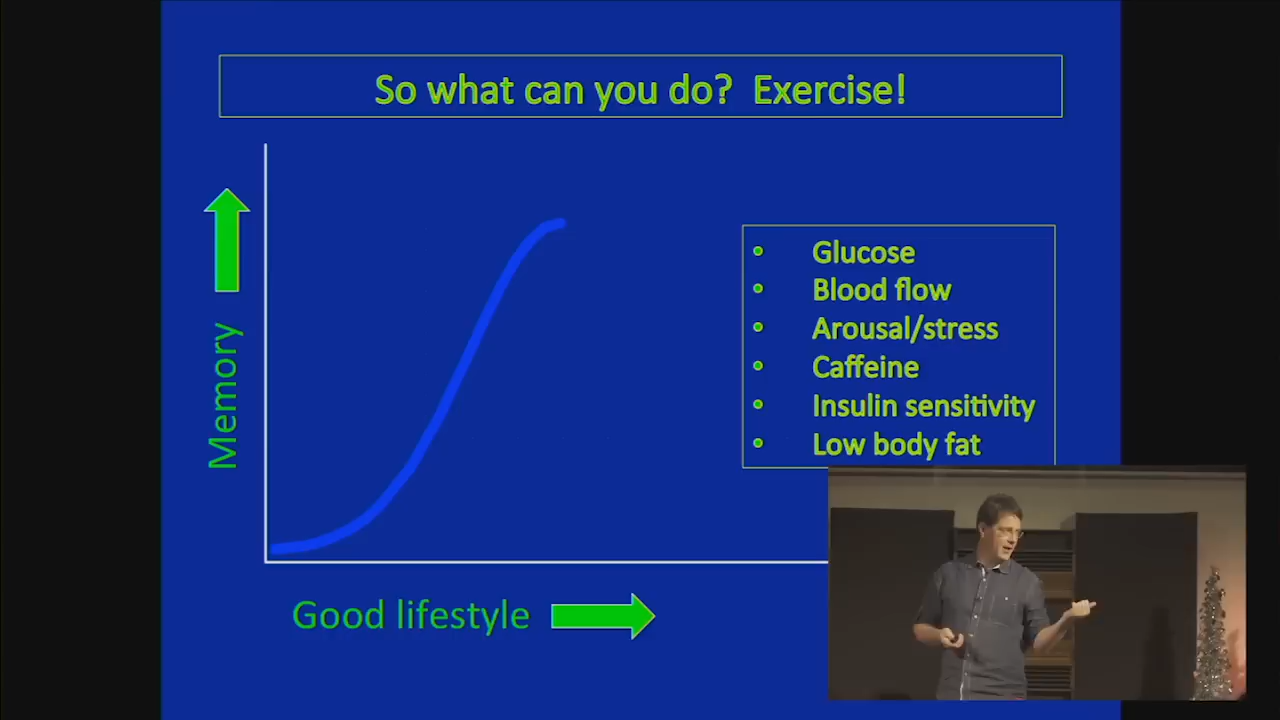 So what can you do?  Exercise!
Memory
• Glucose
• Blood flow
• Arousal/stress
• Caffeine
• Insulin sensitivity
• Low body fat
Good lifestyle